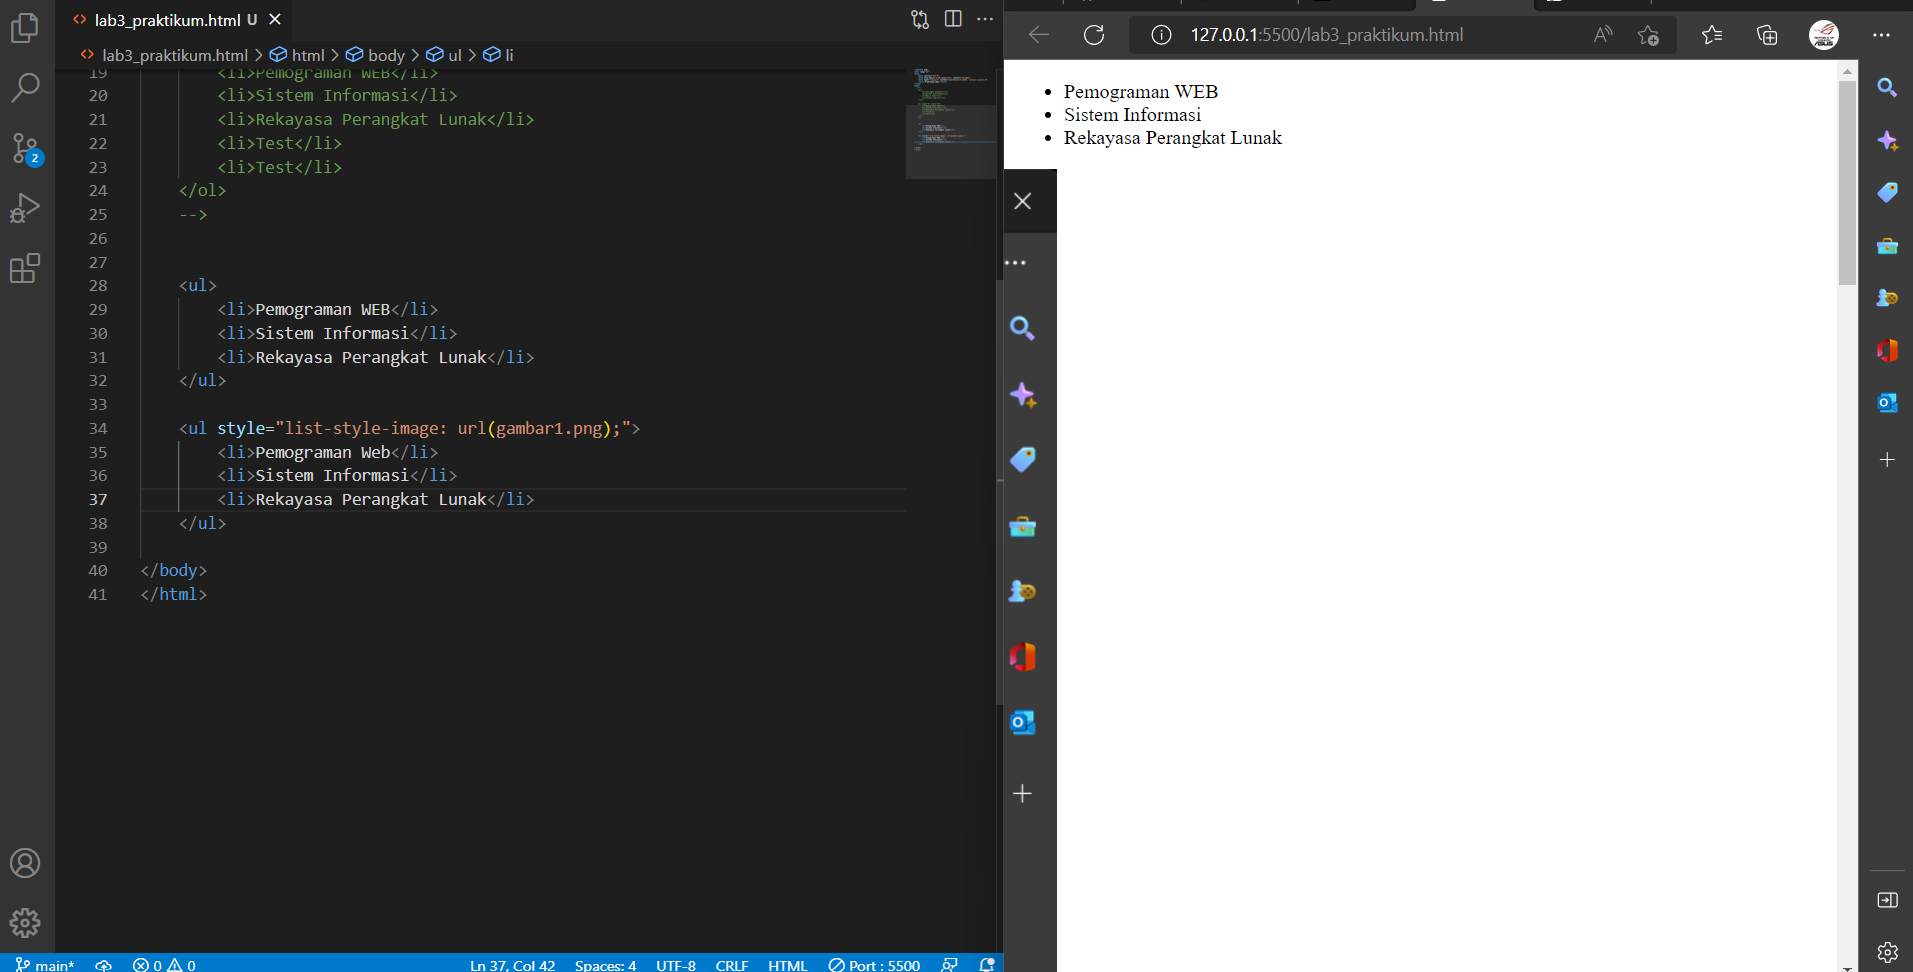 lab3_praktikum.html U
lab3_praktikum.html > html > body > ul > li
19 <li>Pemograman WEB</li>
20 <li>Sistem Informasi</li>
21 <li>Rekayasa Perangkat Lunak</li>
22 <li>Test</li>
23 <li>Test</li>
24 </ol>
25 -->
26
27
28 <ul>
29 <li>Pemograman WEB</li>
30 <li>Sistem Informasi</li>
31 <li>Rekayasa Perangkat Lunak</li>
32 </ul>
33
34 <ul style="list-style-image: url(gambar1.png);">
35 <li>Pemograman Web</li>
36 <li>Sistem Informasi</li>
37 <li>Rekayasa Perangkat Lunak</li>
38 </ul>
39
40 </body>
41 </html>
2
main* 0 0 Ln 37, Col 42 Spaces: 4 UTF-8 CRLF HTML Port : 5500
127.0.0.1:5500/lab3_praktikum.html
• Pemograman WEB
• Sistem Informasi
• Rekayasa Perangkat Lunak